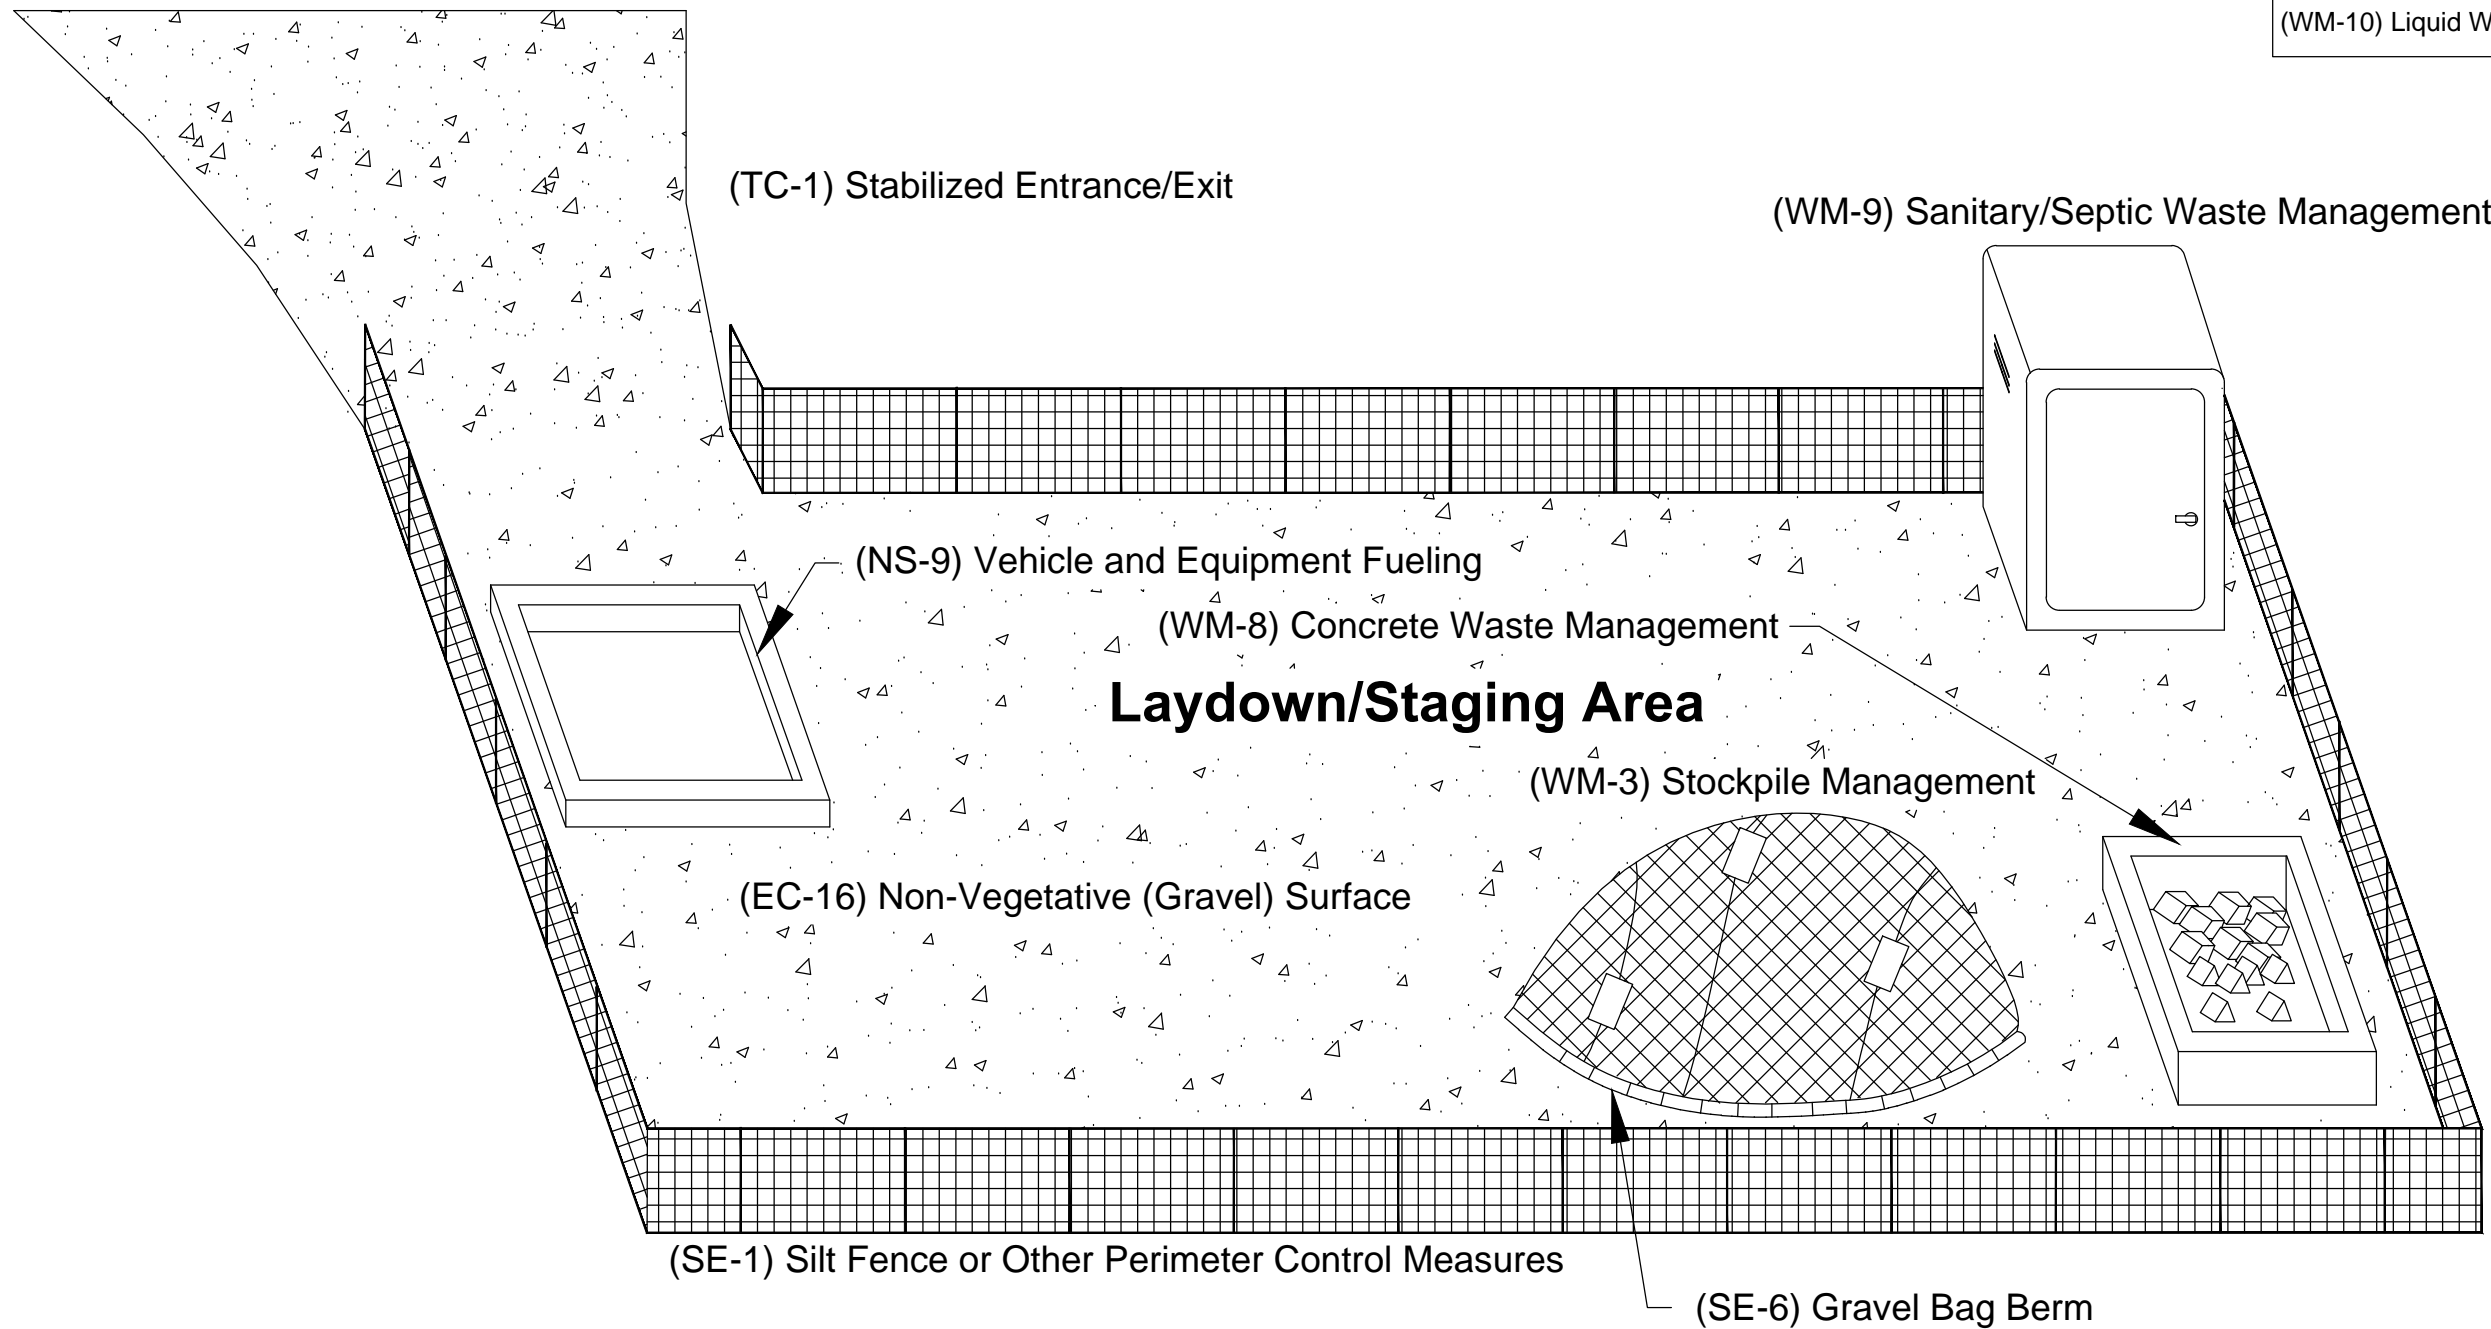 (WM-10) Liquid
(TC-1) Stabilized Entrance/Exit
(WM-9) Sanitary/Septic Waste Management
(NS-9) Vehicle and Equipment Fueling
(WM-8) Concrete Waste Management
Laydown/Staging Area
(WM-3) Stockpile Management
(EC-16) Non-Vegetative (Gravel) Surface
(SE-1) Silt Fence or Other Perimeter Control Measures
(SE-6) Gravel Bag Berm